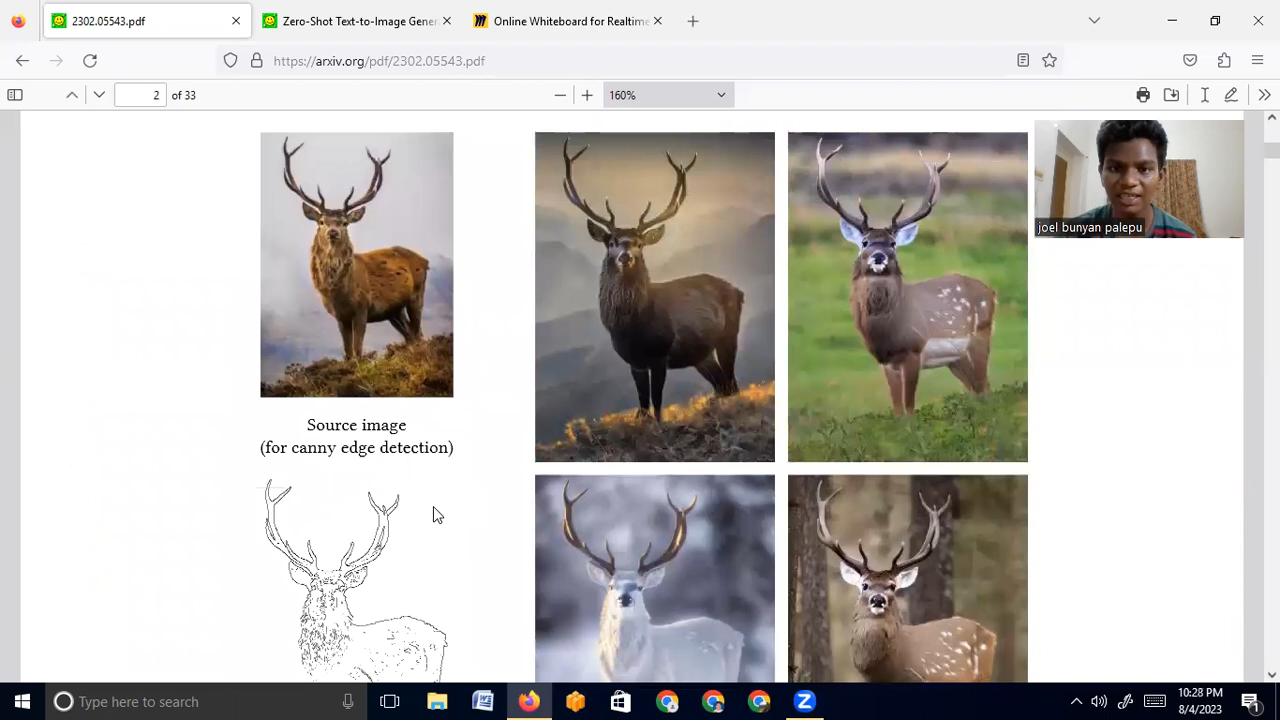 2302.05543.pdf
Zero-Shot Text-to-Image Gener
Online Whiteboard for Realtime
https://arxiv.org/pdf/2302.05543.pdf
2 of 33
160%
joel bunyan palepu
Source image
(for canny edge detection)
Type here to search
10:28 PM
8/4/2023
1